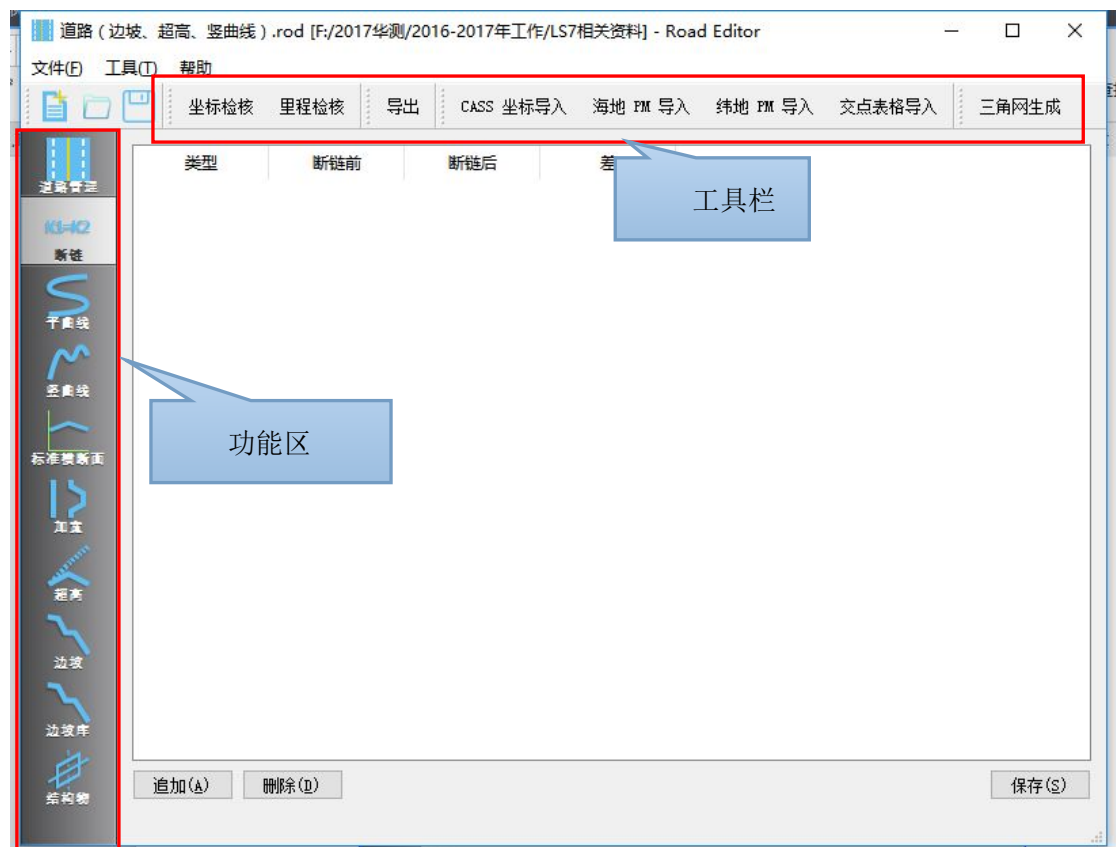 道路（边坡、超高、竖曲线）.rod [F:/2017华测/2016-2017年工作/LS7相关资料] - Road Editor
文件(F) 工具(T) 帮助
坐标检核 里程检核 导出 CASS 坐标导入 海地 PM 导入 纬地 PM 导入 交点表格导入 三角网生成
道路管理
类型 断链前 断链后 差
工具栏
K1=K2
断链
平曲线
竖曲线
功能区
标准横断面
加宽
超高
边坡
边坡库
结构物
追加(A) 删除(D) 保存(S)